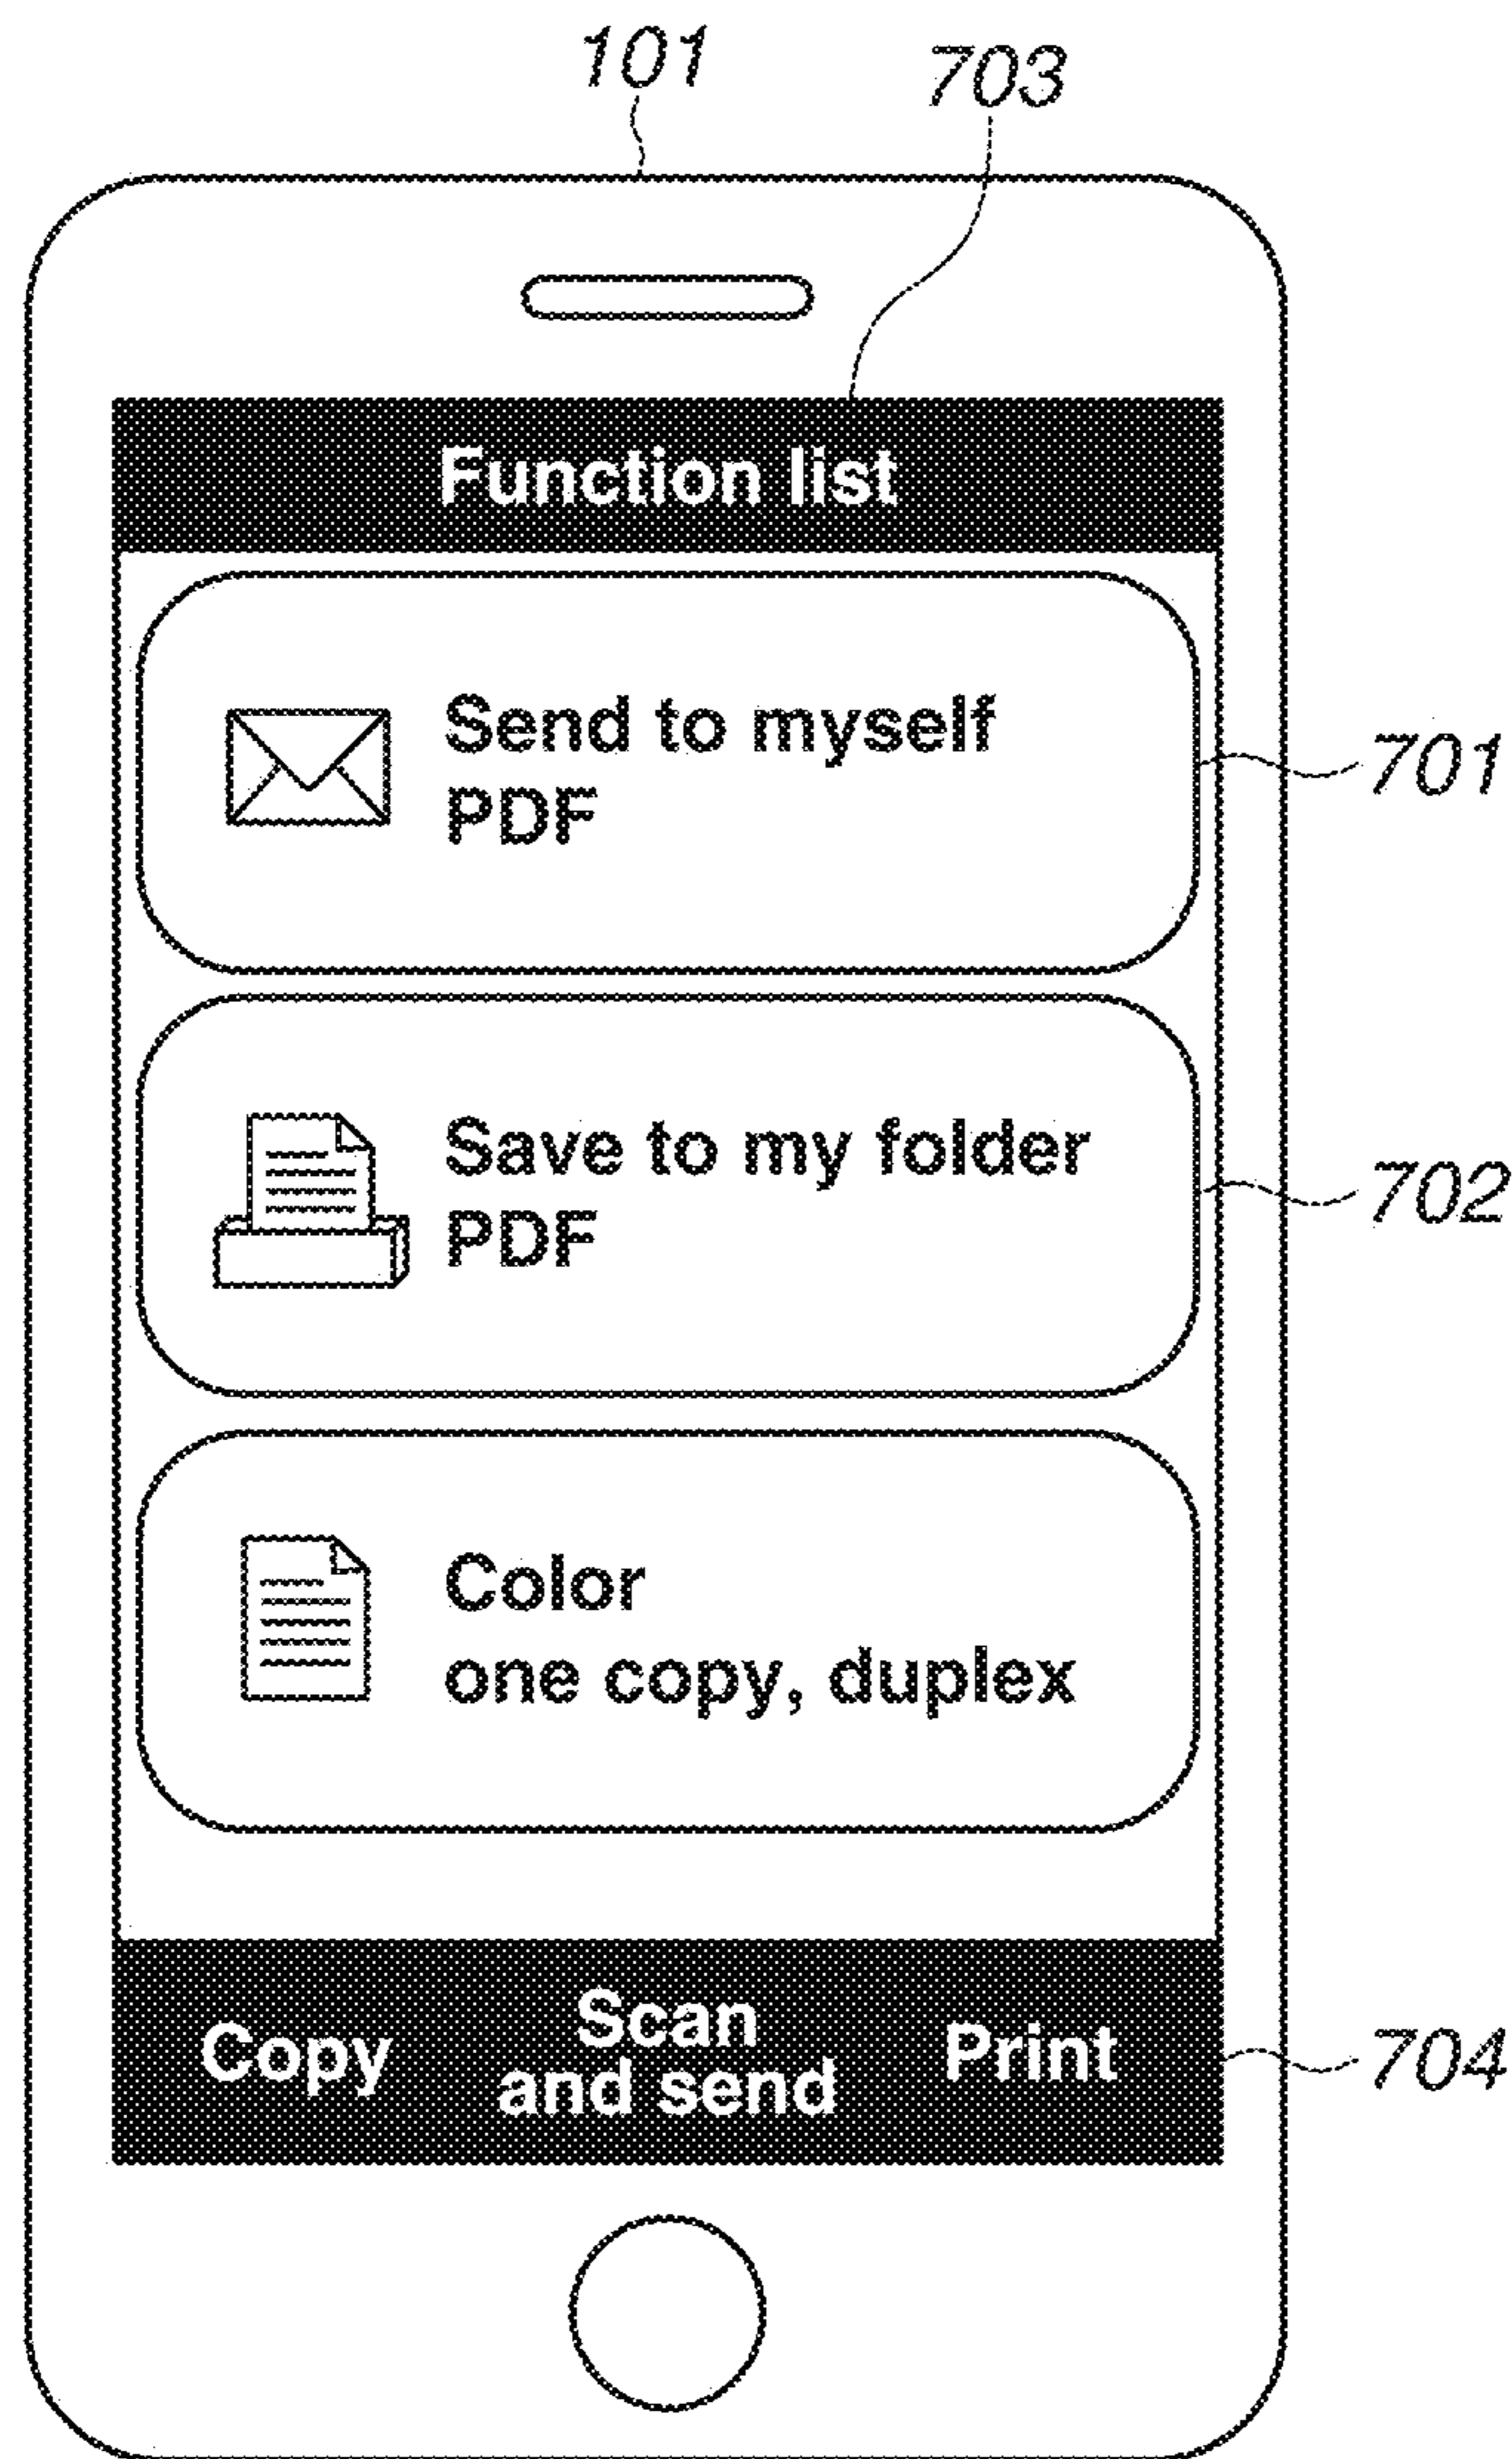 101
703
Function list
Send to myself
PDF
701
Save to my folder
PDF
702
Color
one copy, duplex
Copy
Scan
and send
Print
704